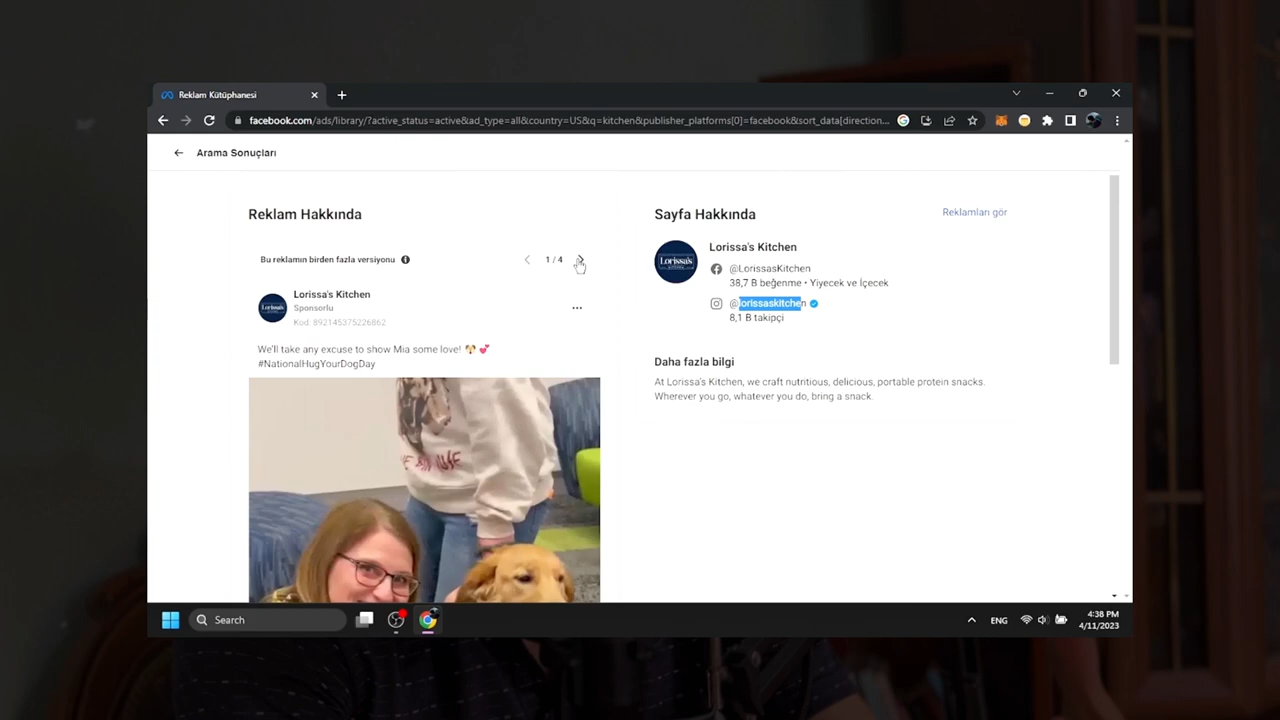 Reklam Kütüphanesi
facebook.com/ads/library/?active_status=active&ad_type=all&country=US&q=kitchen&publisher_platforms[0]=facebook&sort_data[direction...
Arama Sonuçları
Reklam Hakkında
Bu reklamın birden fazla versiyonu
1 / 4
Lorissa's Kitchen
Sponsorlu
Kod: 892145375226862
We'll take any excuse to show Mia some love! 🐶 💕
#NationalHugYourDogDay
Sayfa Hakkında
Reklamları gör
Lorissa's
Lorissa's Kitchen
@LorissasKitchen
38,7 B beğenme • Yiyecek ve İçecek
@lorissaskitchen
8,1 B takipçi
Daha fazla bilgi
At Lorissa's Kitchen, we craft nutritious, delicious, portable protein snacks.
Wherever you go, whatever you do, bring a snack.
Search
ENG
4:38 PM
4/11/2023